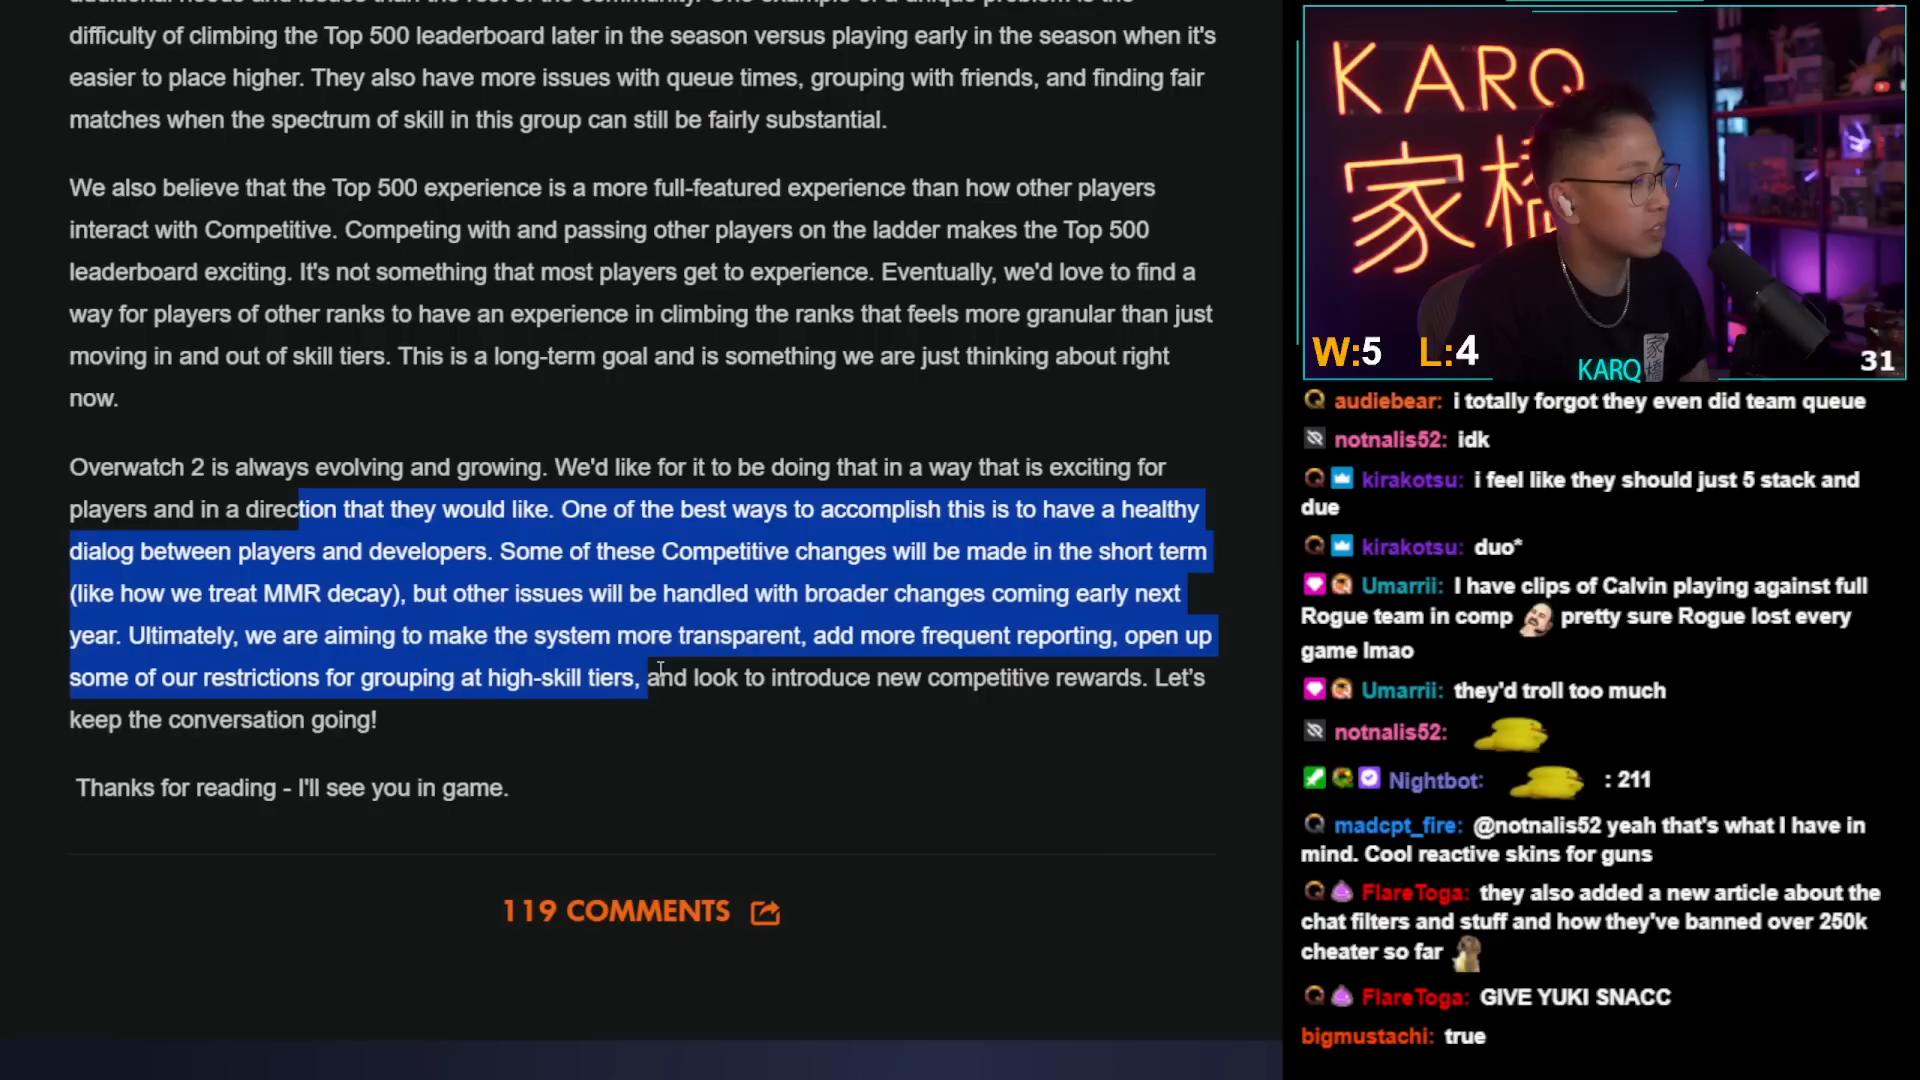 difficulty of climbing the Top 500 leaderboard later in the season versus playing early in the season when it's
easier to place higher. They also have more issues with queue times, grouping with friends, and finding fair
matches when the spectrum of skill in this group can still be fairly substantial.
We also believe that the Top 500 experience is a more full-featured experience than how other players
interact with Competitive. Competing with and passing other players on the ladder makes the Top 500
leaderboard exciting. It's not something that most players get to experience. Eventually, we'd love to find a
way for players of other ranks to have an experience in climbing the ranks that feels more granular than just
moving in and out of skill tiers. This is a long-term goal and is something we are just thinking about right
now.
Overwatch 2 is always evolving and growing. We'd like for it to be doing that in a way that is exciting for
players and in a direction that they would like. One of the best ways to accomplish this is to have a healthy
dialog between players and developers. Some of these Competitive changes will be made in the short term
(like how we treat MMR decay), but other issues will be handled with broader changes coming early next
year. Ultimately, we are aiming to make the system more transparent, add more frequent reporting, open up
some of our restrictions for grouping at high-skill tiers, and look to introduce new competitive rewards. Let’s
keep the conversation going!
Thanks for reading - I'll see you in game.
119 COMMENTS
KARQ
家橋
W:5 L:4
KARQ
31
audiebear: i totally forgot they even did team queue
notnalis52: idk
kirakotsu: i feel like they should just 5 stack and
due
kirakotsu: duo*
Umarrii: I have clips of Calvin playing against full
Rogue team in comp pretty sure Rogue lost every
game lmao
Umarrii: they'd troll too much
notnalis52:
Nightbot: : 211
madcpt_fire: @notnalis52 yeah that's what I have in
mind. Cool reactive skins for guns
FlareToga: they also added a new article about the
chat filters and stuff and how they've banned over 250k
cheater so far
FlareToga: GIVE YUKI SNACC
bigmustachi: true